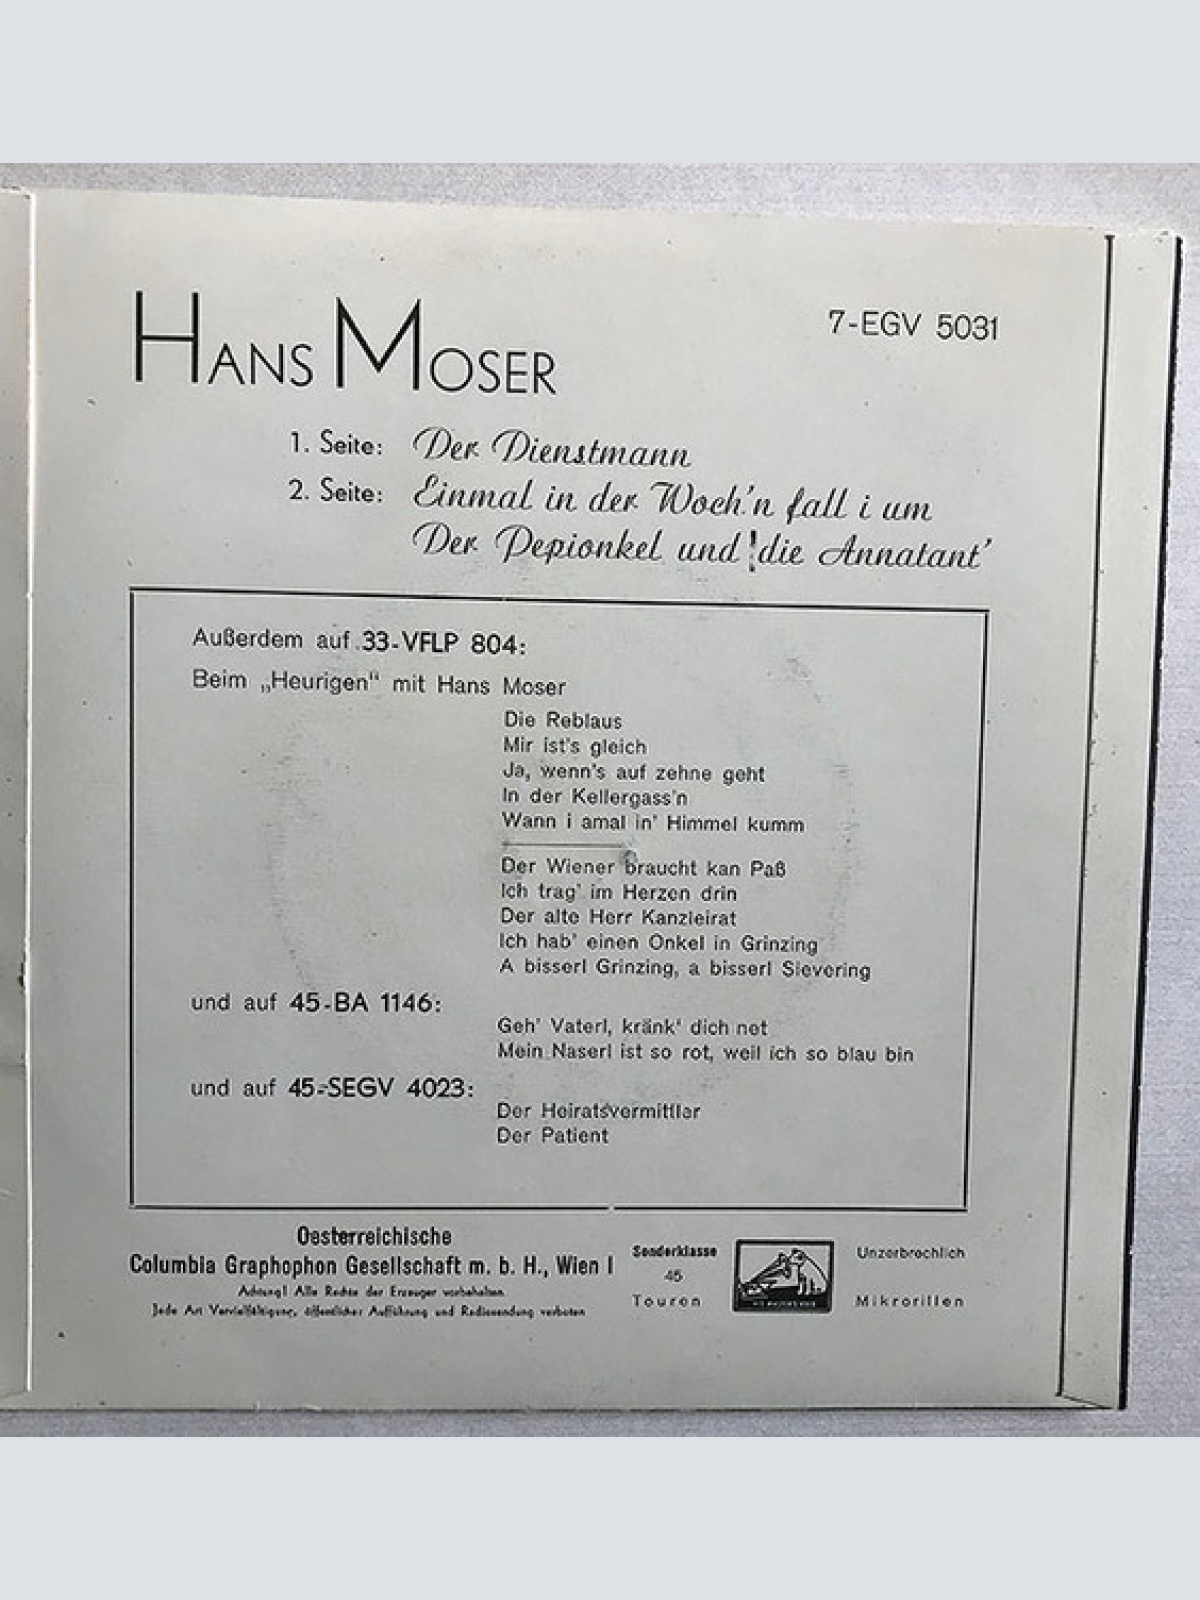 HANS MOSER
7-EGV 5031
1. Seite: Der Dienstmann
2. Seite: Einmal in der Woch'n fall i um
Der Pepionkel und die Annatant'
Außerdem auf 33-VFLP 804:
Beim „Heurigen“ mit Hans Moser
Die Reblaus
Mir ist's gleich
Ja, wenn's auf zehne geht
In der Kellergass'n
Wann i amal in' Himmel kumm
Der Wiener braucht kan Paß
Ich trag' im Herzen drin
Der alte Herr Kanzleirat
Ich hab' einen Onkel in Grinzing
A bisserl Grinzing, a bisserl Sievering
und auf 45-BA 1146:
Geh' Vaterl, kränk' dich net
Mein Naserl ist so rot, weil ich so blau bin
und auf 45-SEGV 4023:
Der Heiratsvermittler
Der Patient
Oesterreichische
Columbia Graphophon Gesellschaft m. b. H., Wien I
Achtung! Alle Rechte der Erzeuger vorbehalten.
Jede Art Vervielfältigung, öffentlicher Aufführung und Radiosendung verboten
Sonderklasse
45
Touren
HIS MASTER'S VOICE
Unzerbrechlich
Mikrorillen